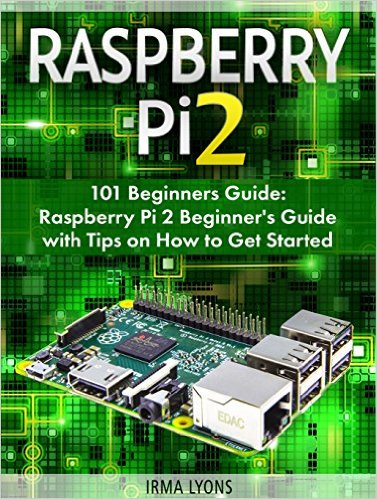 RASPBERRY
Pi2
101 Beginners Guide:
Raspberry Pi 2 Beginner's Guide
with Tips on How to Get Started
EDAC
IRMA LYONS